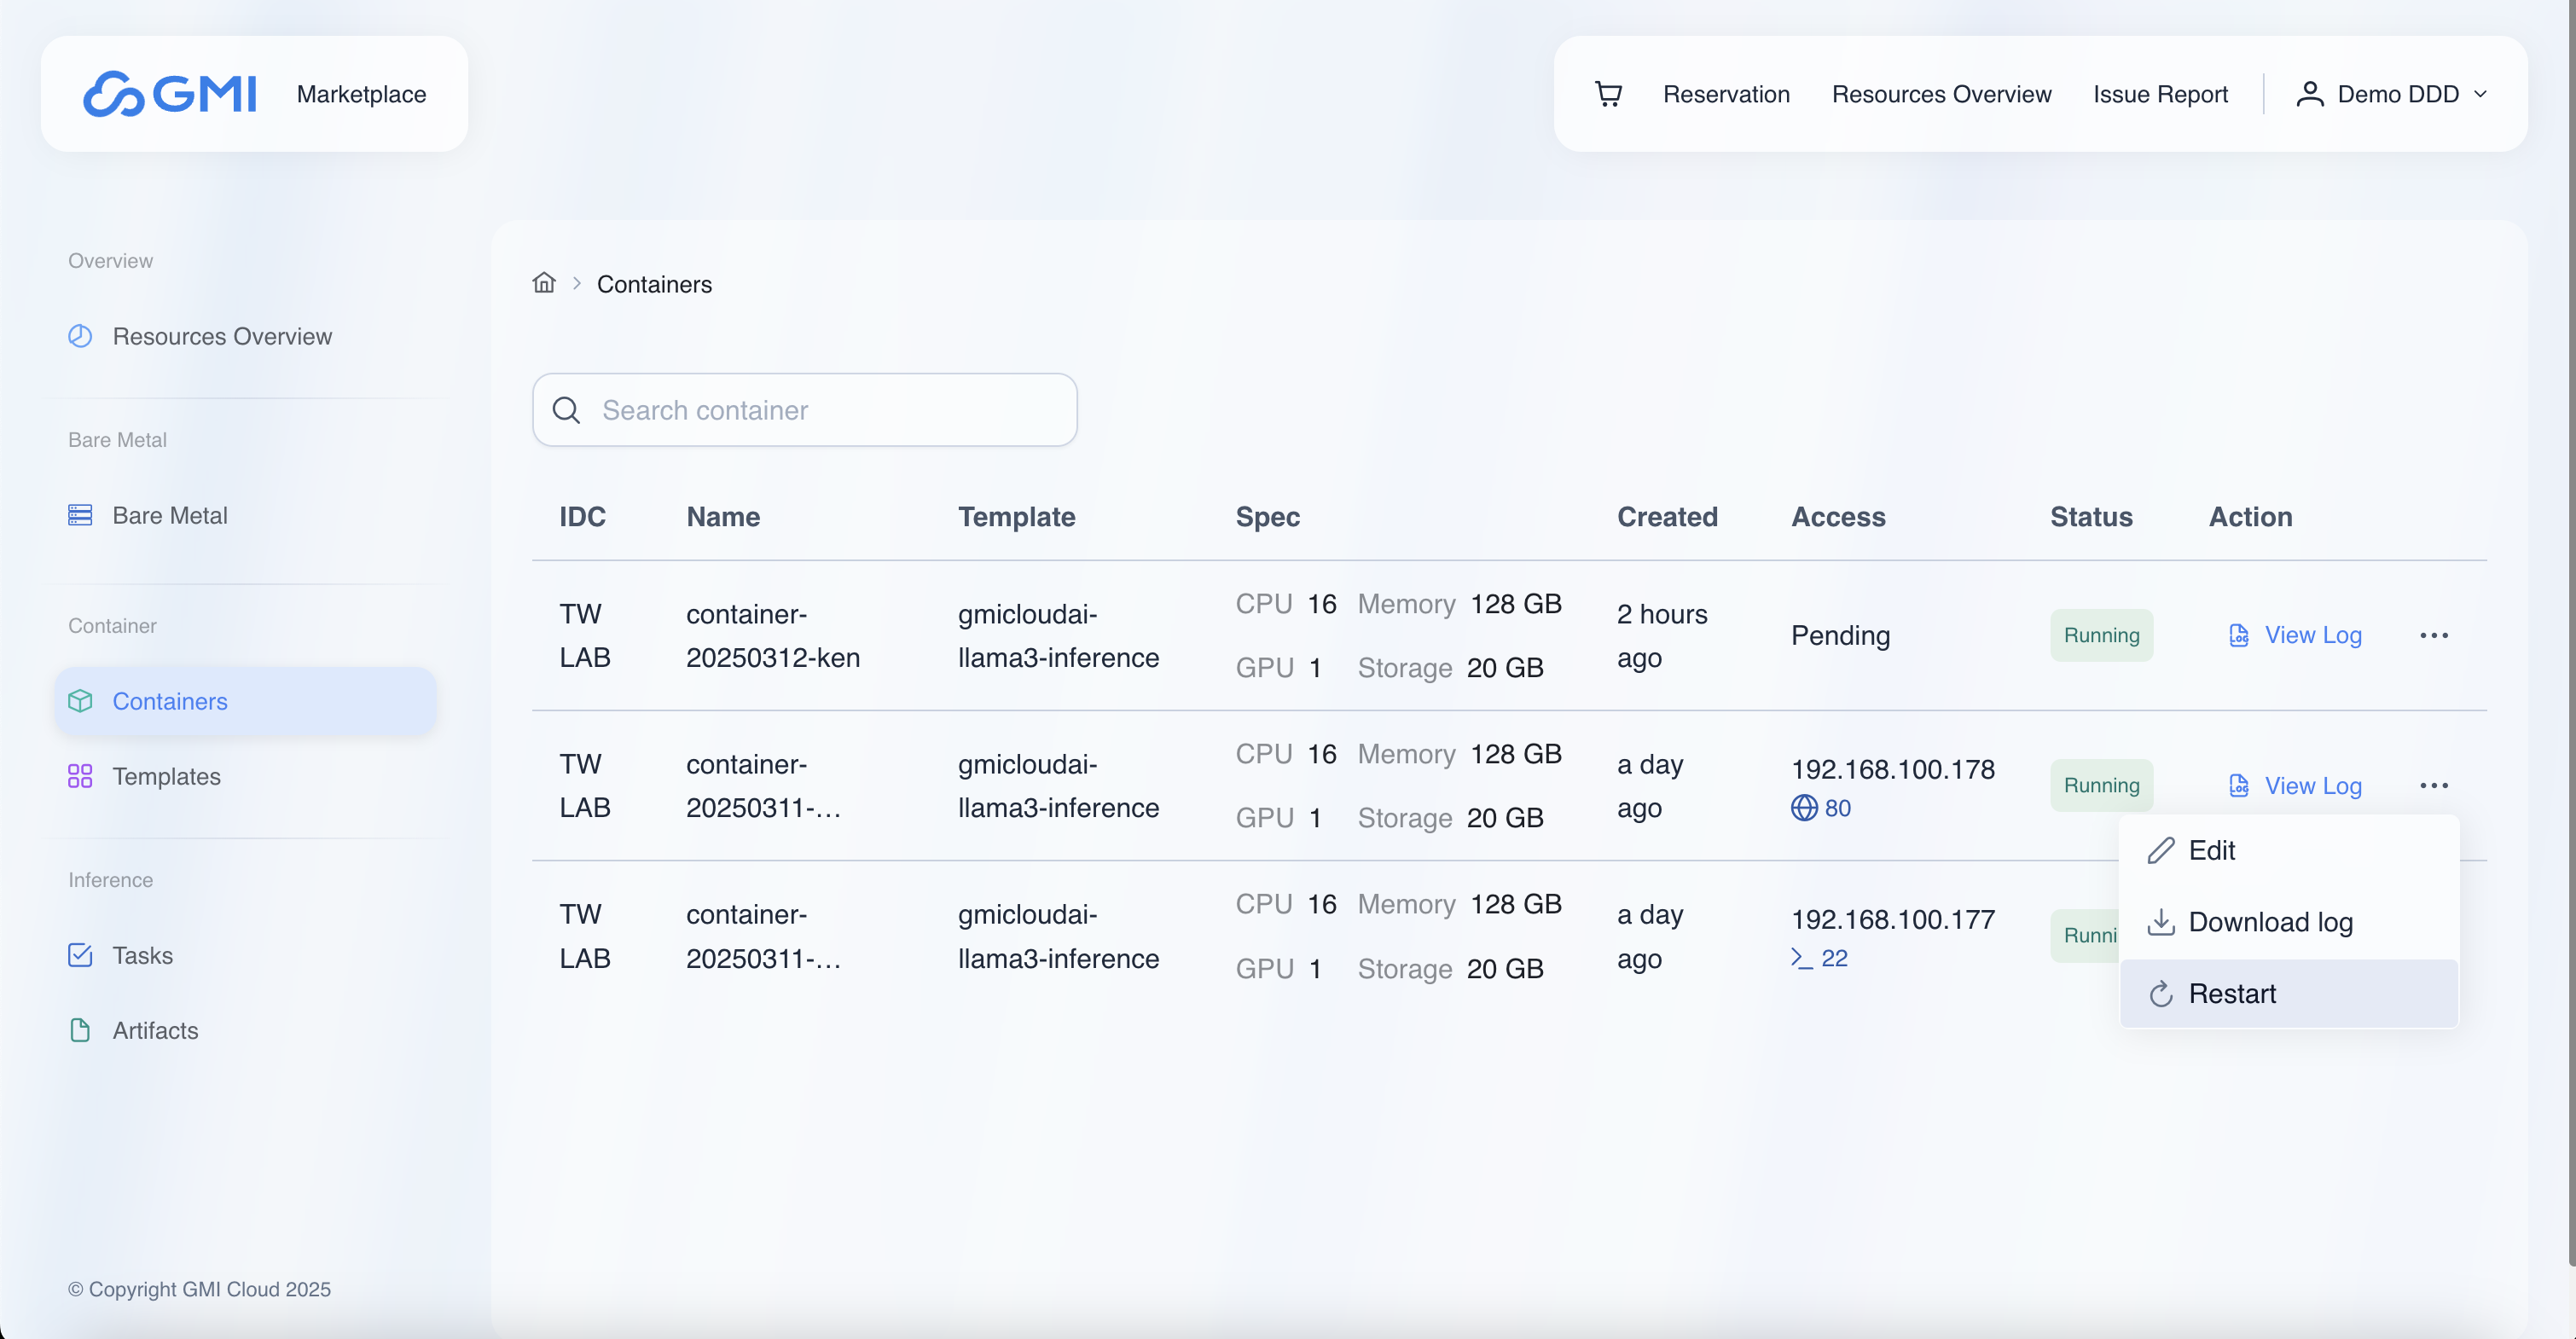 GMI Marketplace
Reservation Resources Overview Issue Report Demo DDD
Overview
Resources Overview
Bare Metal
Bare Metal
Container
Containers
Templates
Inference
Tasks
Artifacts
© Copyright GMI Cloud 2025
Containers
Search container
IDC Name Template Spec Created Access Status Action
TW LAB
container-
20250312-ken
gmicloudai-
llama3-inference
CPU 16 Memory 128 GB
GPU 1 Storage 20 GB
2 hours
ago
Pending
Running
View Log
TW LAB
container-
20250311-...
gmicloudai-
llama3-inference
CPU 16 Memory 128 GB
GPU 1 Storage 20 GB
a day
ago
192.168.100.178
80
Running
View Log
TW LAB
container-
20250311-...
gmicloudai-
llama3-inference
CPU 16 Memory 128 GB
GPU 1 Storage 20 GB
a day
ago
192.168.100.177
22
Runni
Edit
Download log
Restart